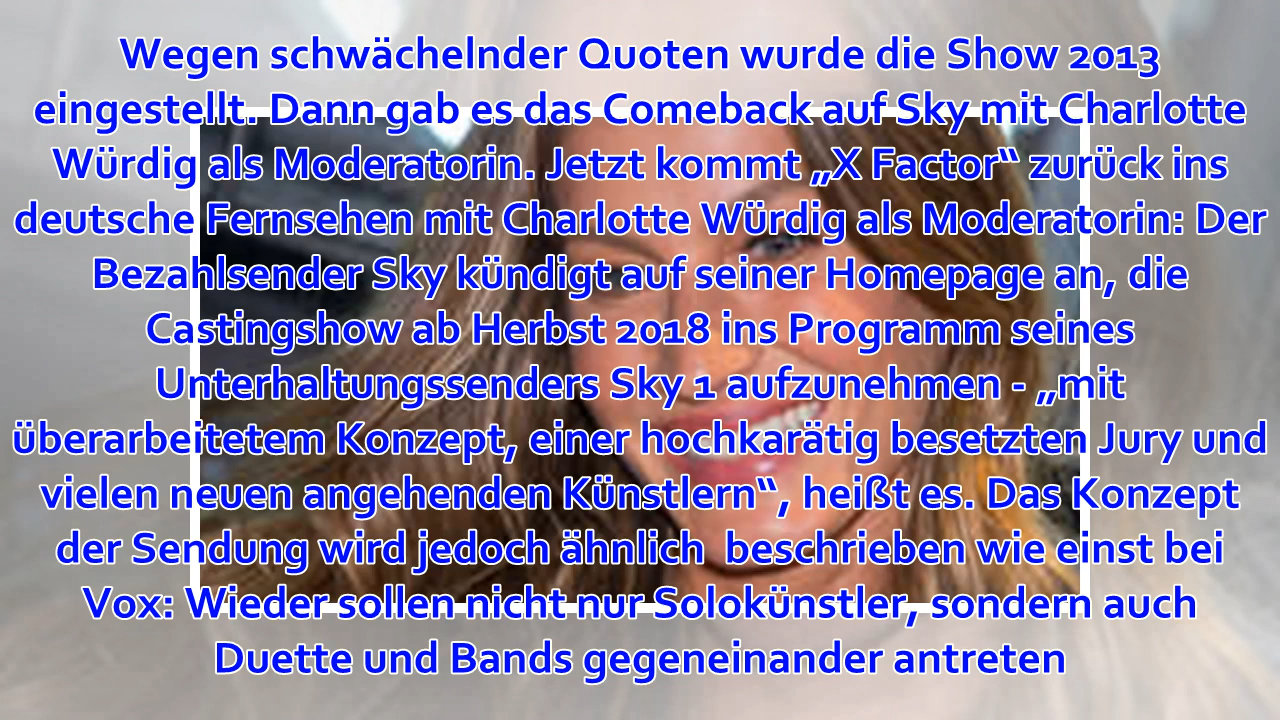 Wegen schwächelnder Quoten wurde die Show 2013
eingestellt. Dann gab es das Comeback auf Sky mit Charlotte
Würdig als Moderatorin. Jetzt kommt „X Factor“ zurück ins
deutsche Fernsehen mit Charlotte Würdig als Moderatorin: Der
Bezahlsender Sky kündigt auf seiner Homepage an, die
Castingshow ab Herbst 2018 ins Programm seines
Unterhaltungssenders Sky 1 aufzunehmen - „mit
überarbeitetem Konzept, einer hochkarätig besetzten Jury und
vielen neuen angehenden Künstlern“, heißt es. Das Konzept
der Sendung wird jedoch ähnlich  beschrieben wie einst bei
Vox: Wieder sollen nicht nur Solokünstler, sondern auch
Duette und Bands gegeneinander antreten